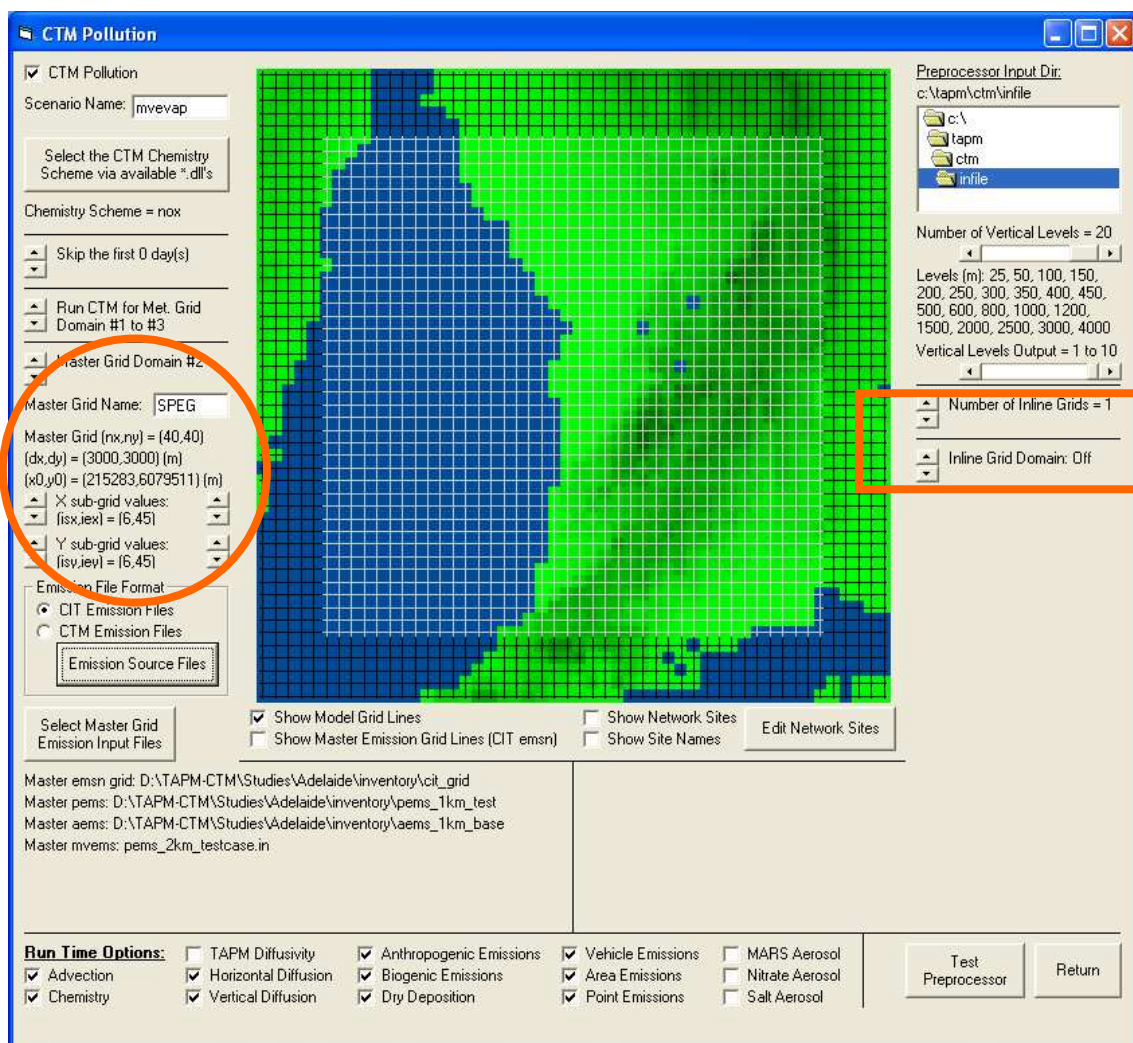 CTM Pollution
CTM Pollution
Scenario Name: mvevap
Select the CTM Chemistry
Scheme via available *.dll's
Chemistry Scheme = nox
Skip the first 0 day(s)
Run CTM for Met. Grid
Domain #1 to #3
Master Grid Domain #2
Master Grid Name: SPEG
Master Grid (nx,ny) = (40,40)
(dx,dy) = (3000,3000) (m)
(x0,y0) = (215283,6079511) (m)
X sub-grid values:
(isx,iex) = (6,45)
Y sub-grid values:
(isy,iey) = (6,45)
Emission File Format
CIT Emission Files
CTM Emission Files
Emission Source Files
Select Master Grid
Emission Input Files
Show Model Grid Lines
Show Master Emission Grid Lines (CIT emsn)
Show Network Sites
Show Site Names
Edit Network Sites
Preprocessor Input Dir:
c:\tapm\ctm\infile
c:\
tapm
ctm
infile
Number of Vertical Levels = 20
Levels (m): 25, 50, 100, 150,
200, 250, 300, 350, 400, 450,
500, 600, 800, 1000, 1200,
1500, 2000, 2500, 3000, 4000
Vertical Levels Output = 1 to 10
Number of Inline Grids = 1
Inline Grid Domain: Off
Master emsn grid: D:\TAPM-CTM\Studies\Adelaide\inventory\cit_grid
Master pems: D:\TAPM-CTM\Studies\Adelaide\inventory\pems_1km_test
Master aems: D:\TAPM-CTM\Studies\Adelaide\inventory\aems_1km_base
Master mvems: pems_2km_testcase.in
Run Time Options:
Advection
Chemistry
TAPM Diffusivity
Horizontal Diffusion
Vertical Diffusion
Anthropogenic Emissions
Biogenic Emissions
Dry Deposition
Vehicle Emissions
Area Emissions
Point Emissions
MARS Aerosol
Nitrate Aerosol
Salt Aerosol
Test
Preprocessor
Return